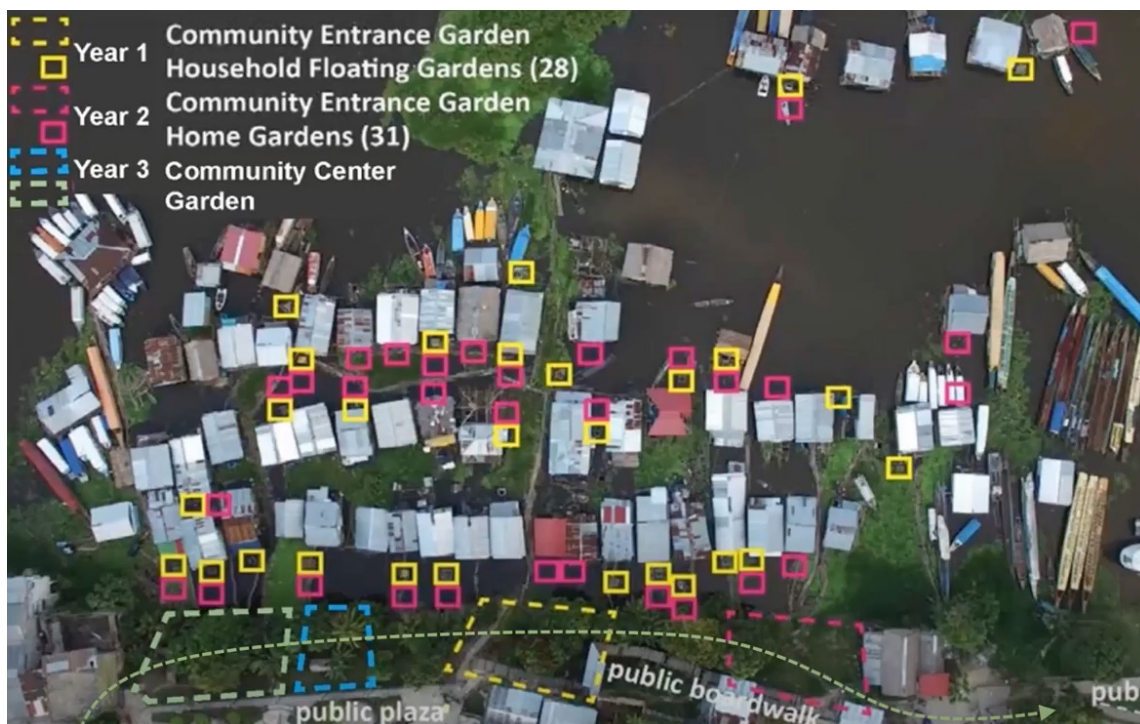 Year 1
Community Entrance Garden
Household Floating Gardens (28)
Year 2
Community Entrance Garden
Home Gardens (31)
Year 3
Community Center
Garden
public boardwalk
public plaza
pub